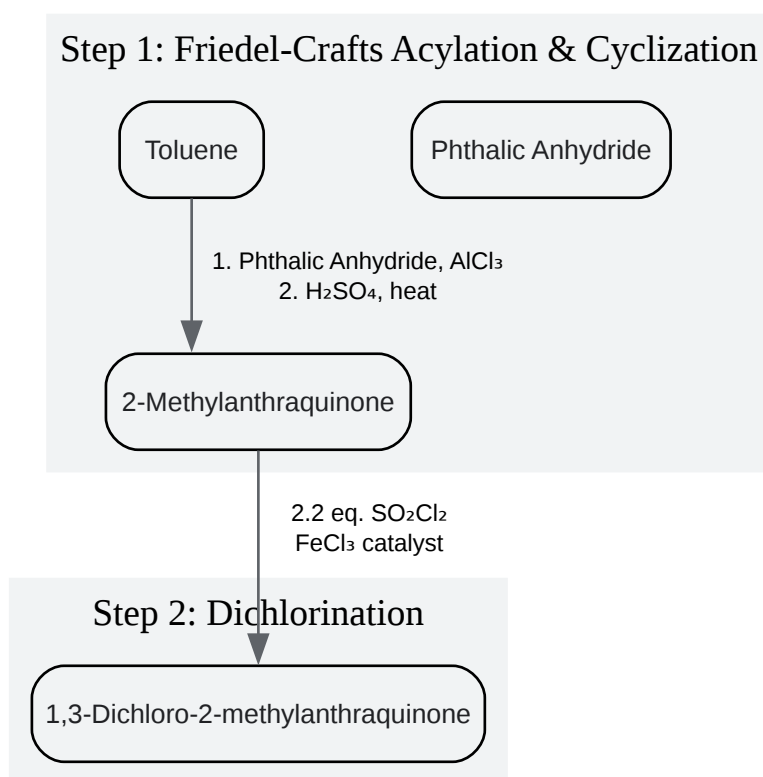 Step 1: Friedel-Crafts Acylation & Cyclization
Toluene
Phthalic Anhydride
1. Phthalic Anhydride, AlCl₃
2. H₂SO₄, heat
2-Methylanthraquinone
2.2 eq. SO₂Cl₂
FeCl₃ catalyst
Step 2: Dichlorination
1,3-Dichloro-2-methylanthraquinone